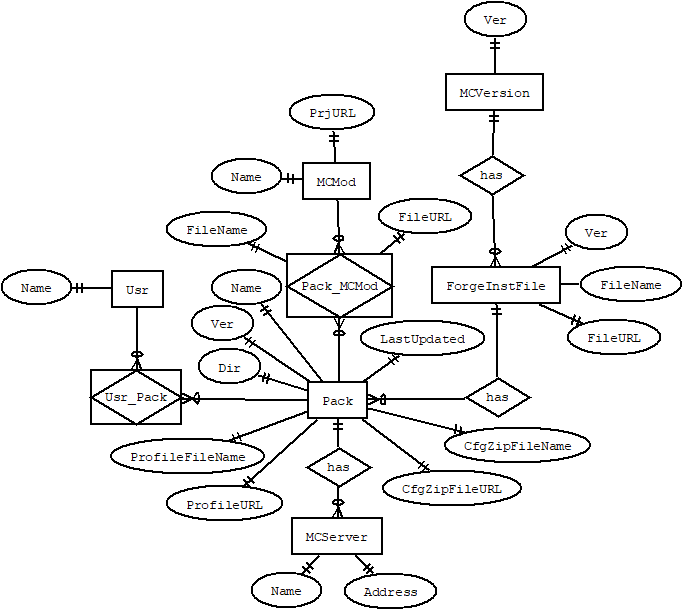 Ver
MCVersion
PrjURL
has
Name
MCMod
FileName
FileURL
Ver
Name
Usr
Name
Pack_MCMod
ForgeInstFile
FileName
Ver
LastUpdated
FileURL
Dir
Usr_Pack
Pack
has
ProfileFileName
CfgZipFileName
has
CfgZipFileURL
ProfileURL
MCServer
Name
Address